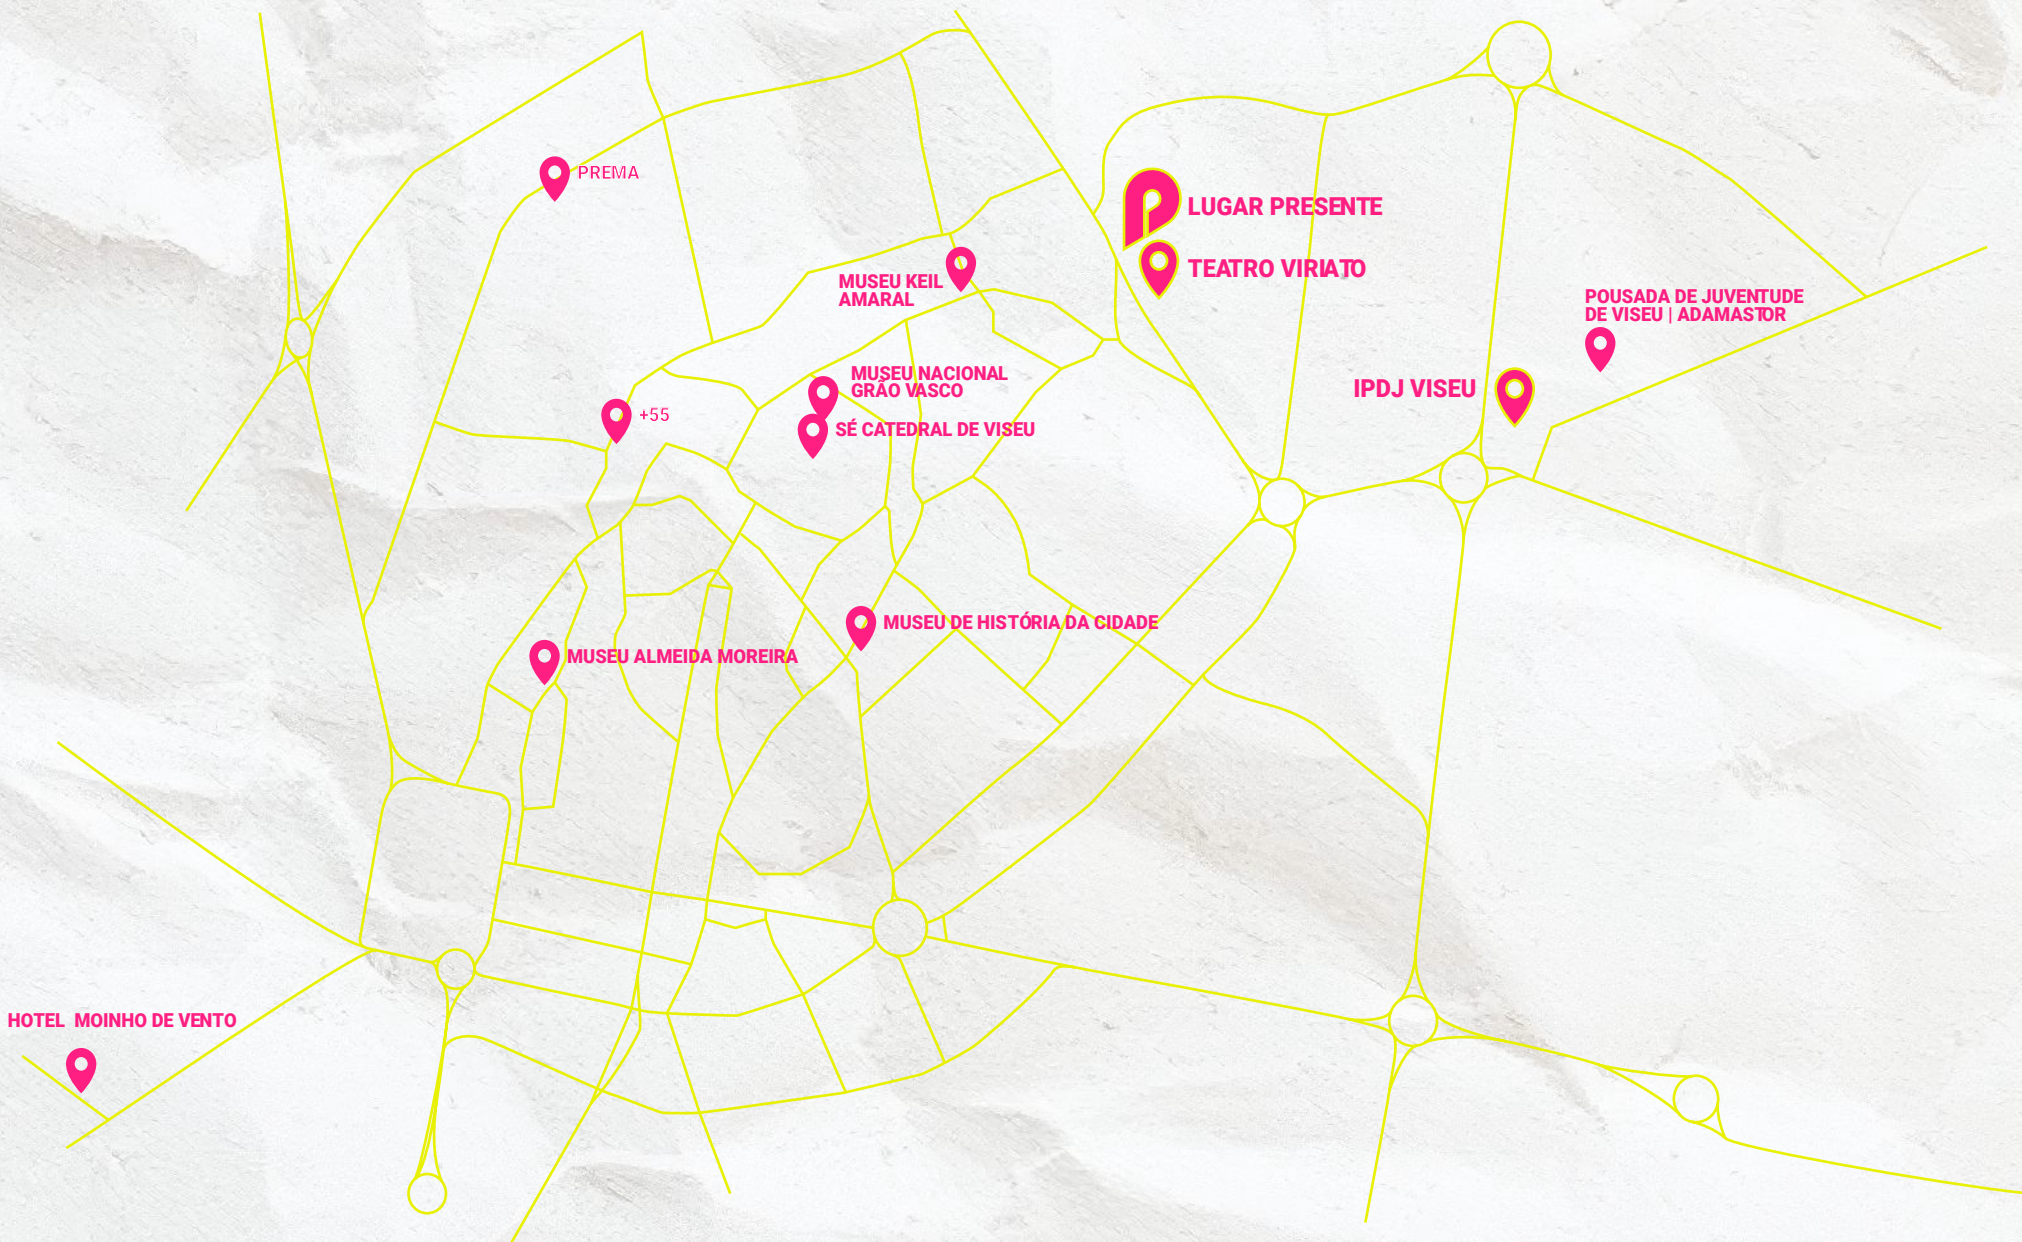 PREMA
LUGAR PRESENTE
TEATRO VIRIATO
MUSEU KEIL
AMARAL
POUSADA DE JUVENTUDE
DE VISEU | ADAMASTOR
MUSEU NACIONAL
GRÃO VASCO
IPDJ VISEU
+55
SÉ CATEDRAL DE VISEU
MUSEU DE HISTÓRIA DA CIDADE
MUSEU ALMEIDA MOREIRA
HOTEL MOINHO DE VENTO